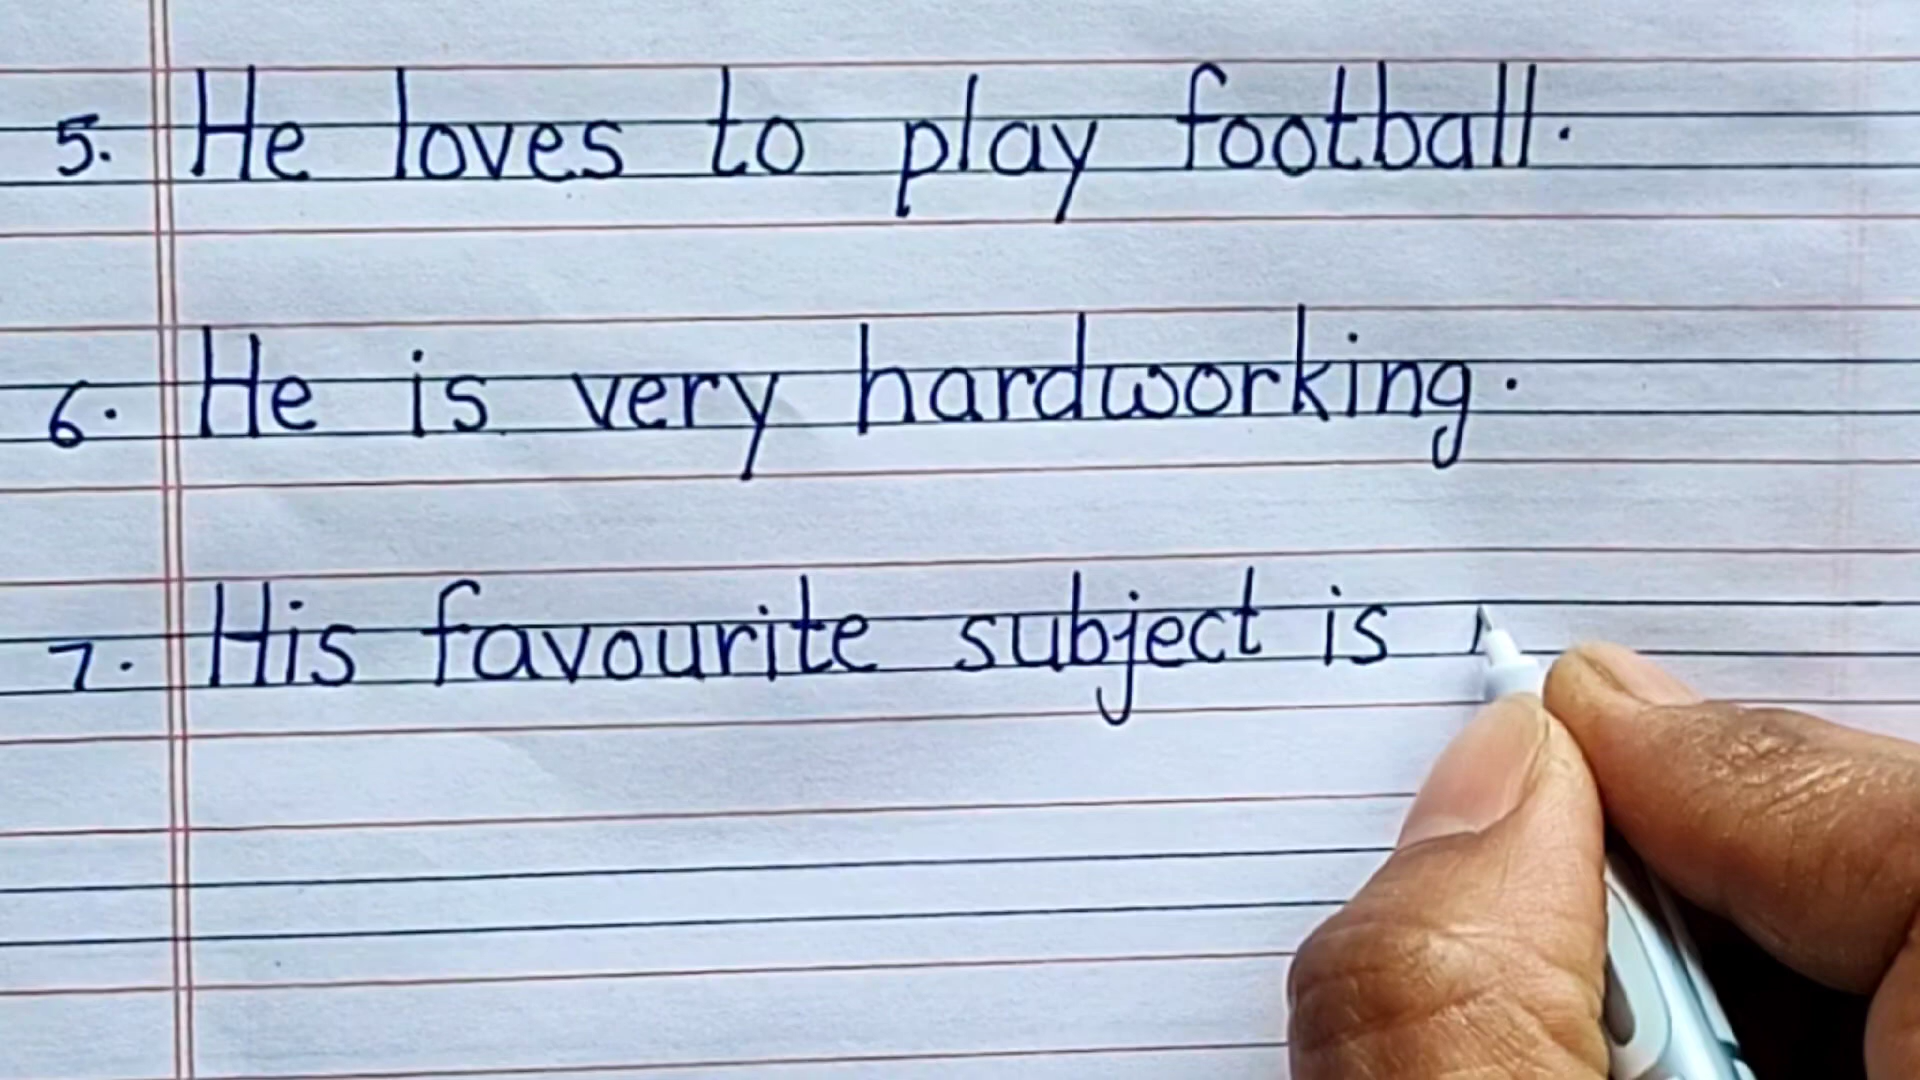 5. He loves to play football.
6. He is very hardworking.
7. His favourite subject is